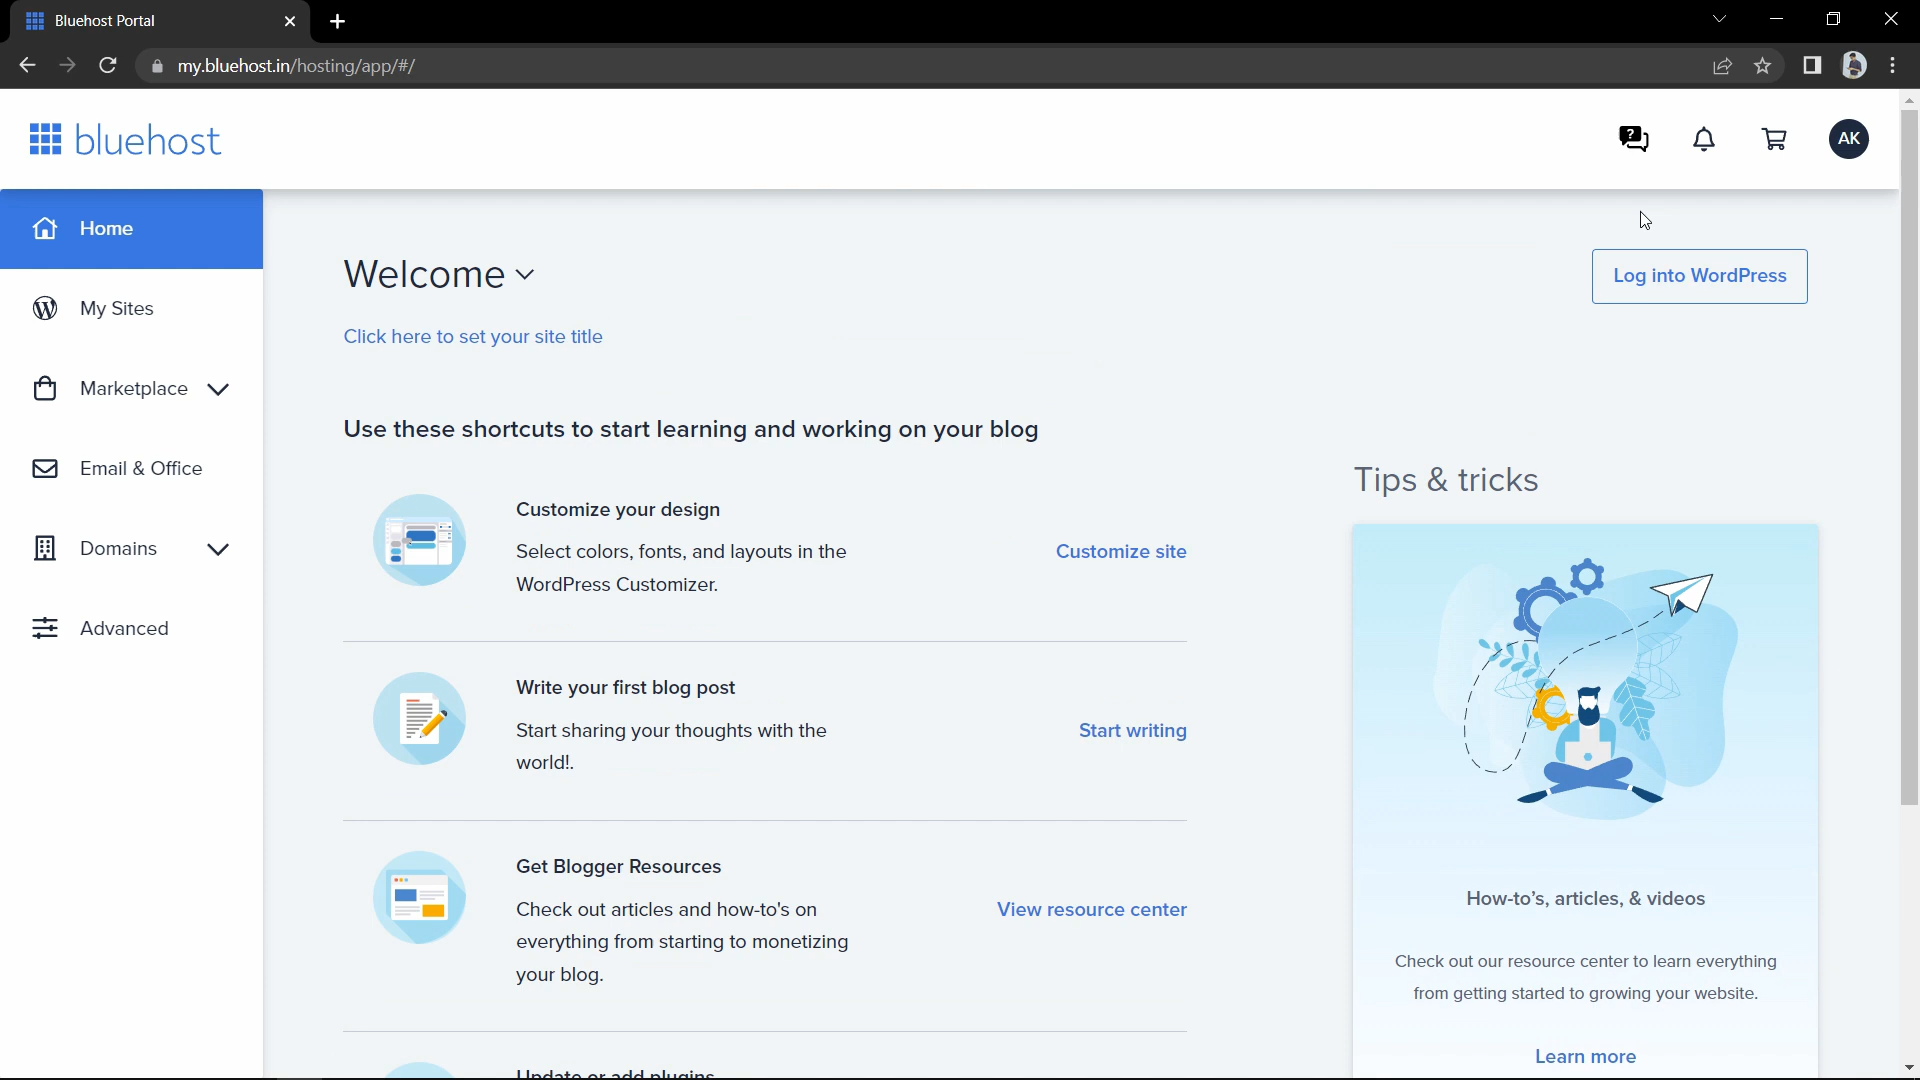 Bluehost Portal
my.bluehost.in/hosting/app/#/
bluehost
AK
Home
My Sites
Marketplace
Email & Office
Domains
Advanced
Welcome
Log into WordPress
Click here to set your site title
Use these shortcuts to start learning and working on your blog
Customize your design
Select colors, fonts, and layouts in the
WordPress Customizer.
Customize site
Write your first blog post
Start sharing your thoughts with the
world!.
Start writing
Get Blogger Resources
Check out articles and how-to's on
everything from starting to monetizing
your blog.
View resource center
Update or add plugins
Tips & tricks
How-to’s, articles, & videos
Check out our resource center to learn everything
from getting started to growing your website.
Learn more